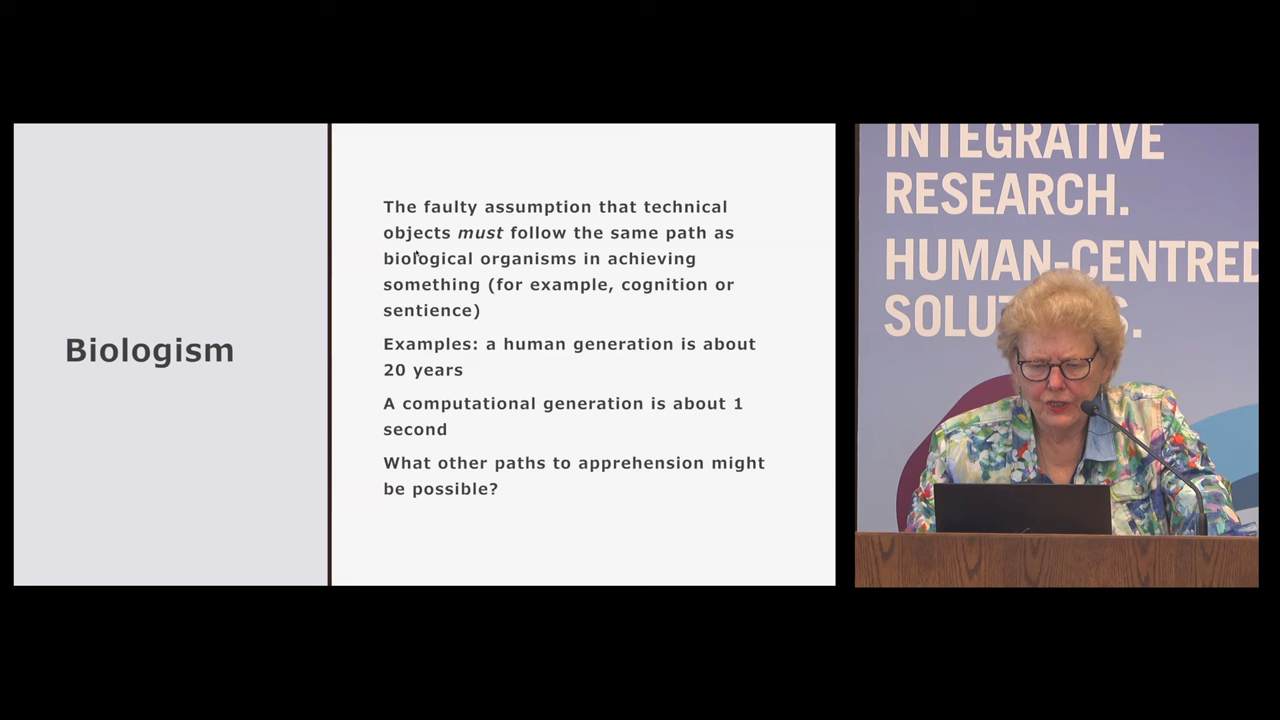 Biologism
The faulty assumption that technical
objects must follow the same path as
biological organisms in achieving
something (for example, cognition or
sentience)
Examples: a human generation is about
20 years
A computational generation is about 1
second
What other paths to apprehension might
be possible?
INTEGRATIVE
RESEARCH.
HUMAN-CENTRED